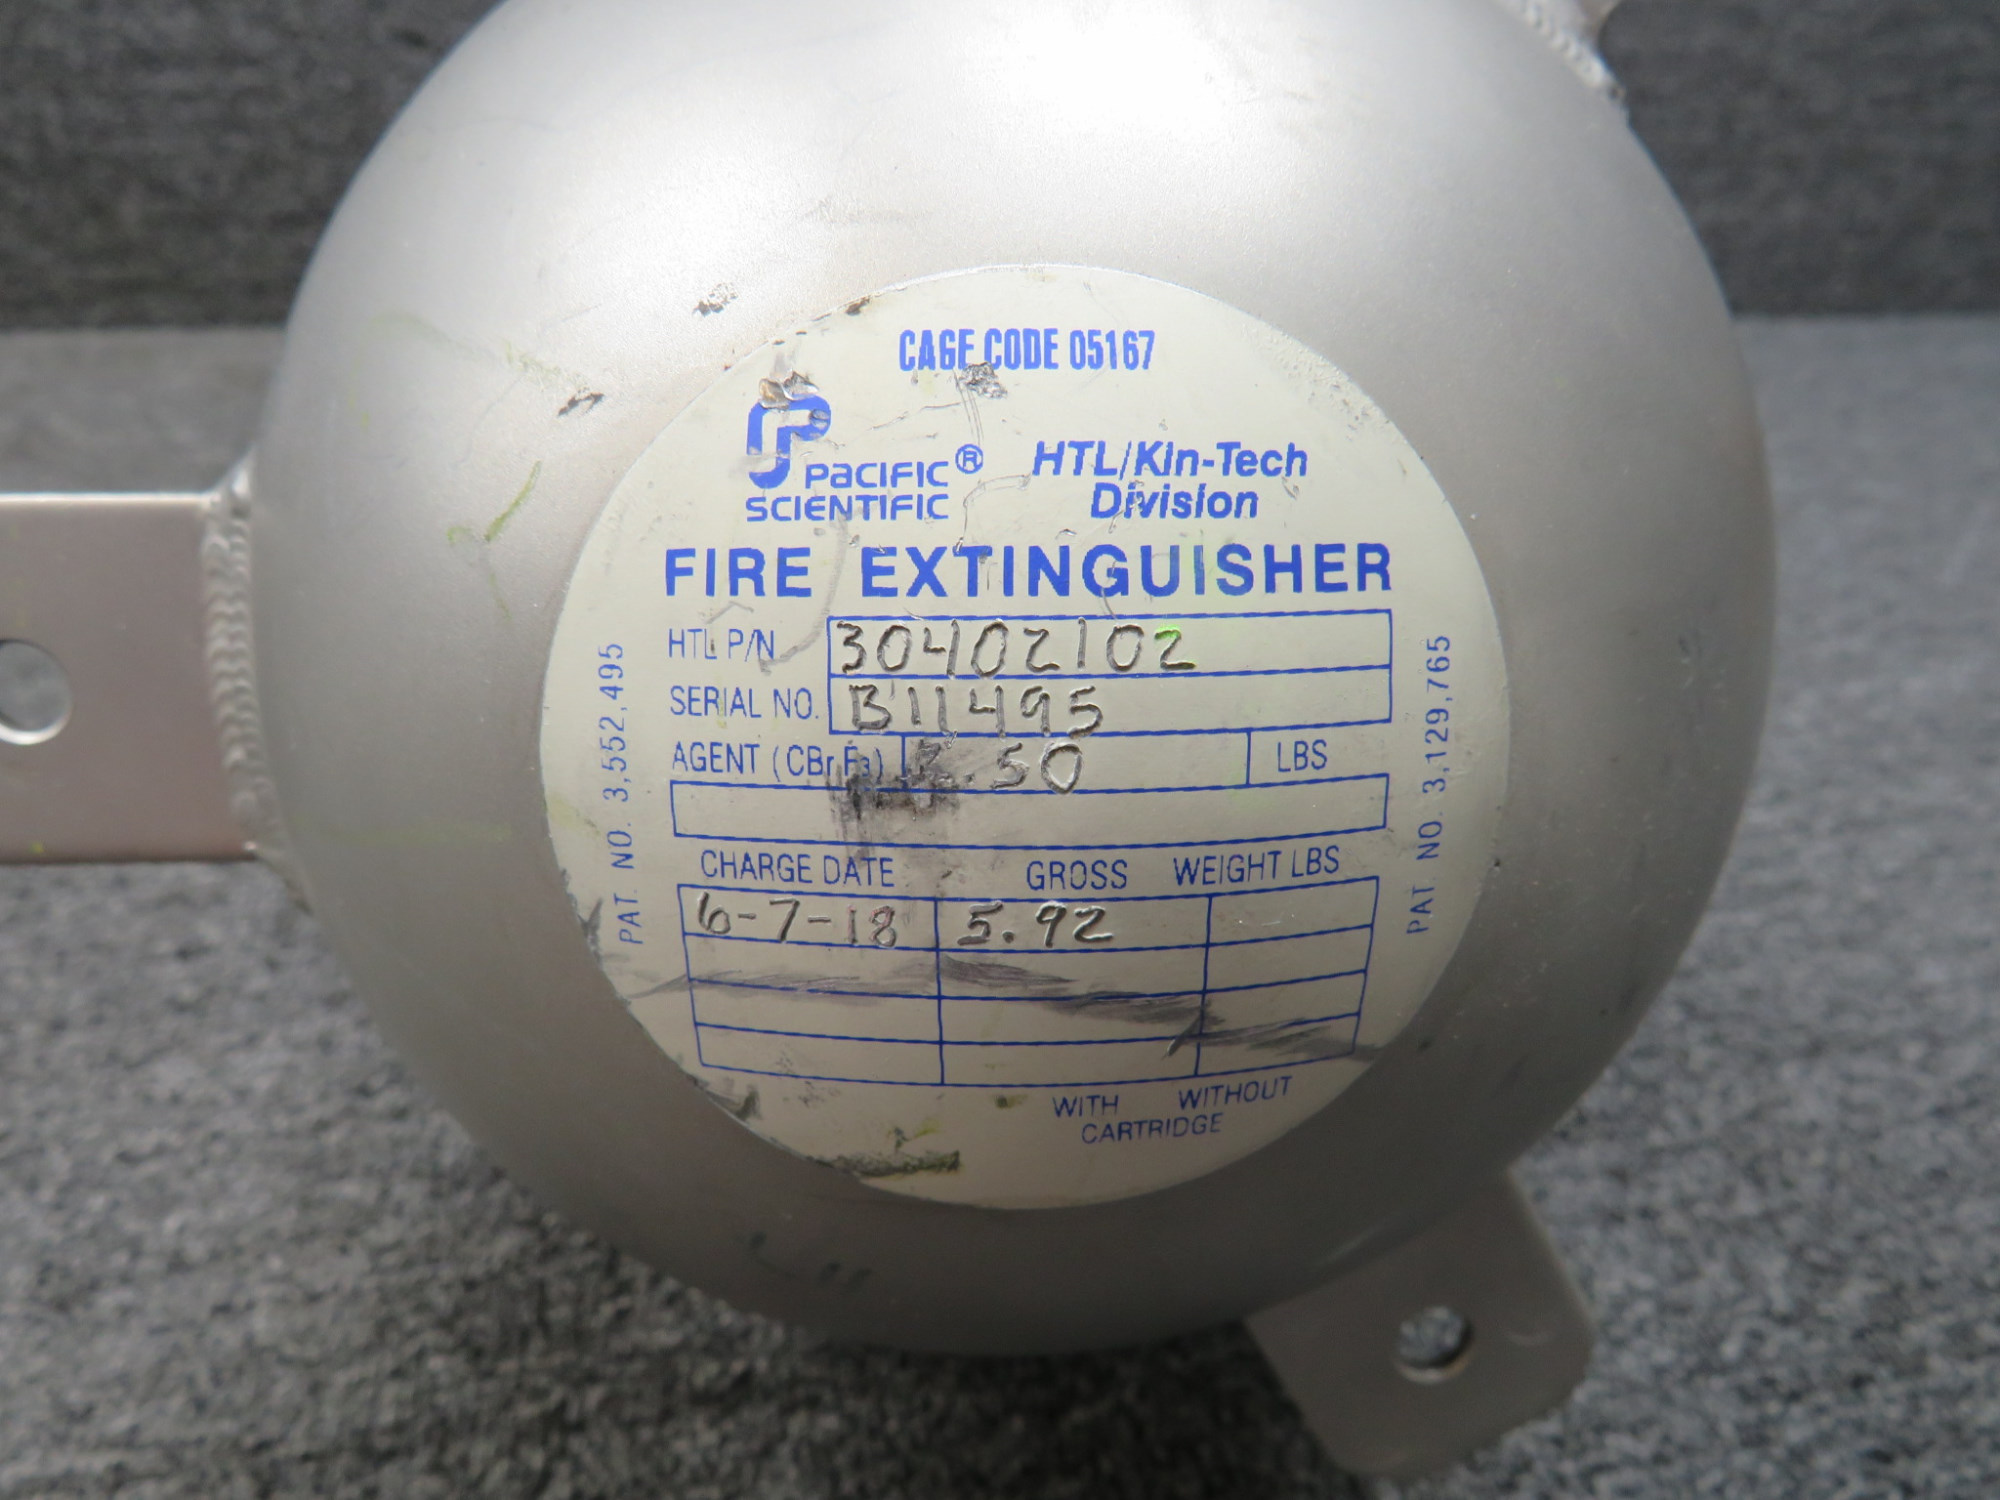 CAGE CODE 05167
PACIFIC® SCIENTIFIC
HTL/Kin-Tech Division
FIRE EXTINGUISHER
HTL P/N 30402102
SERIAL NO. B11495
AGENT (CBrF3) .50 LBS
CHARGE DATE GROSS WEIGHT LBS
6-7-18 5.92
WITH WITHOUT
CARTRIDGE
PAT. NO. 3,552,495
PAT. NO. 3,129,765